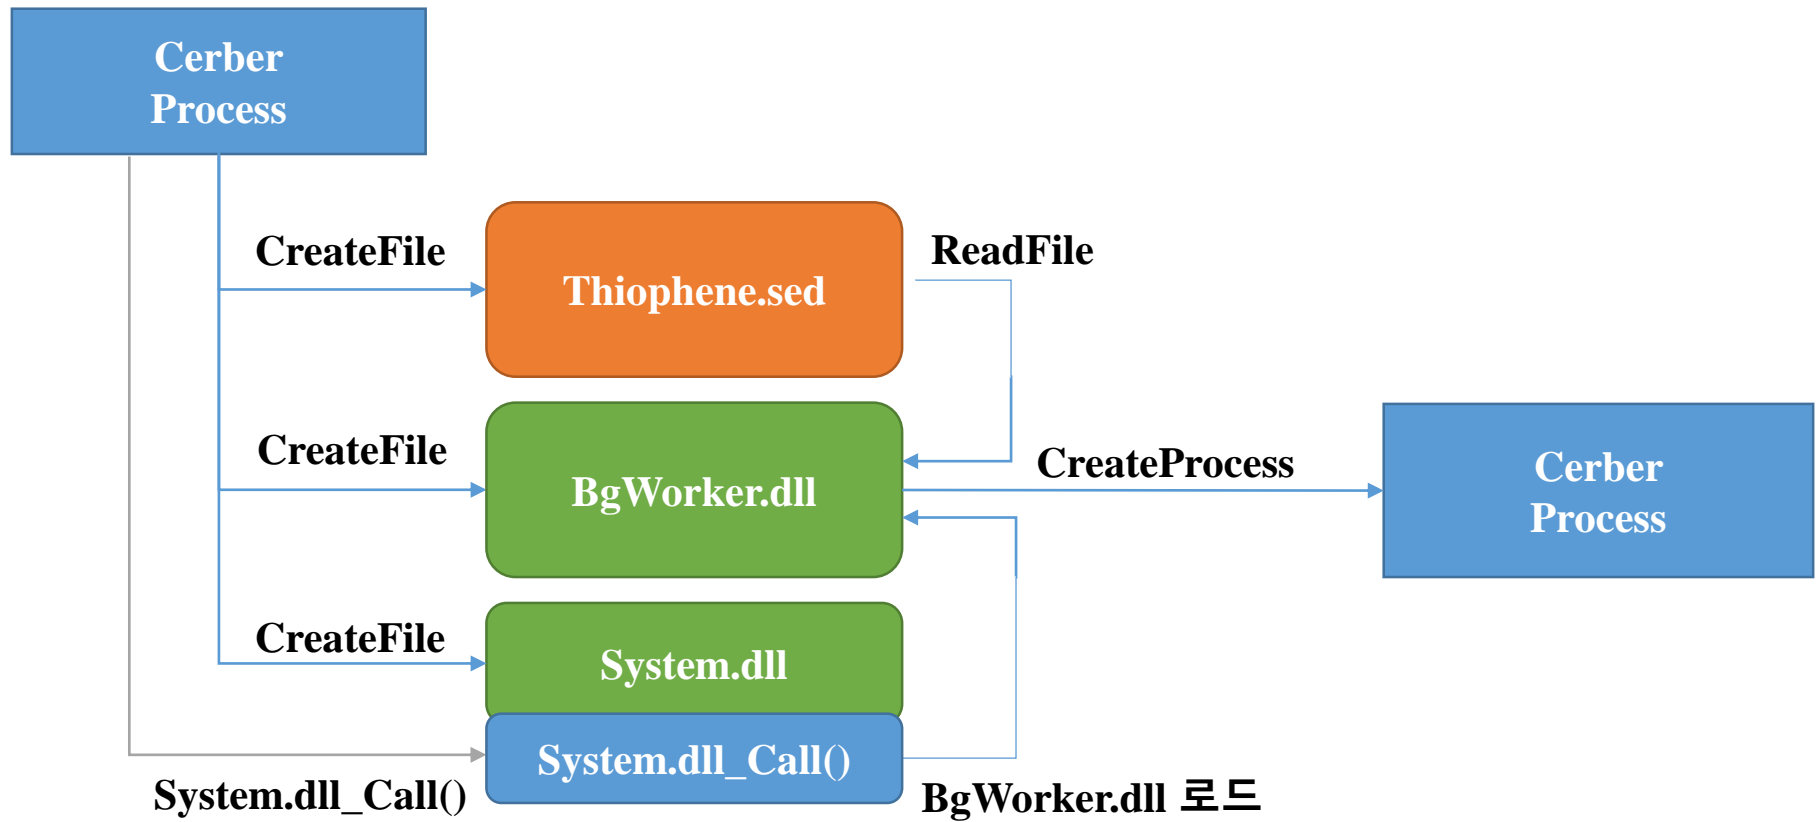 Cerber
Process
CreateFile
Thiophene.sed
ReadFile
CreateFile
BgWorker.dll
CreateProcess
Cerber
Process
CreateFile
System.dll
System.dll_Call()
System.dll_Call()
BgWorker.dll 로드